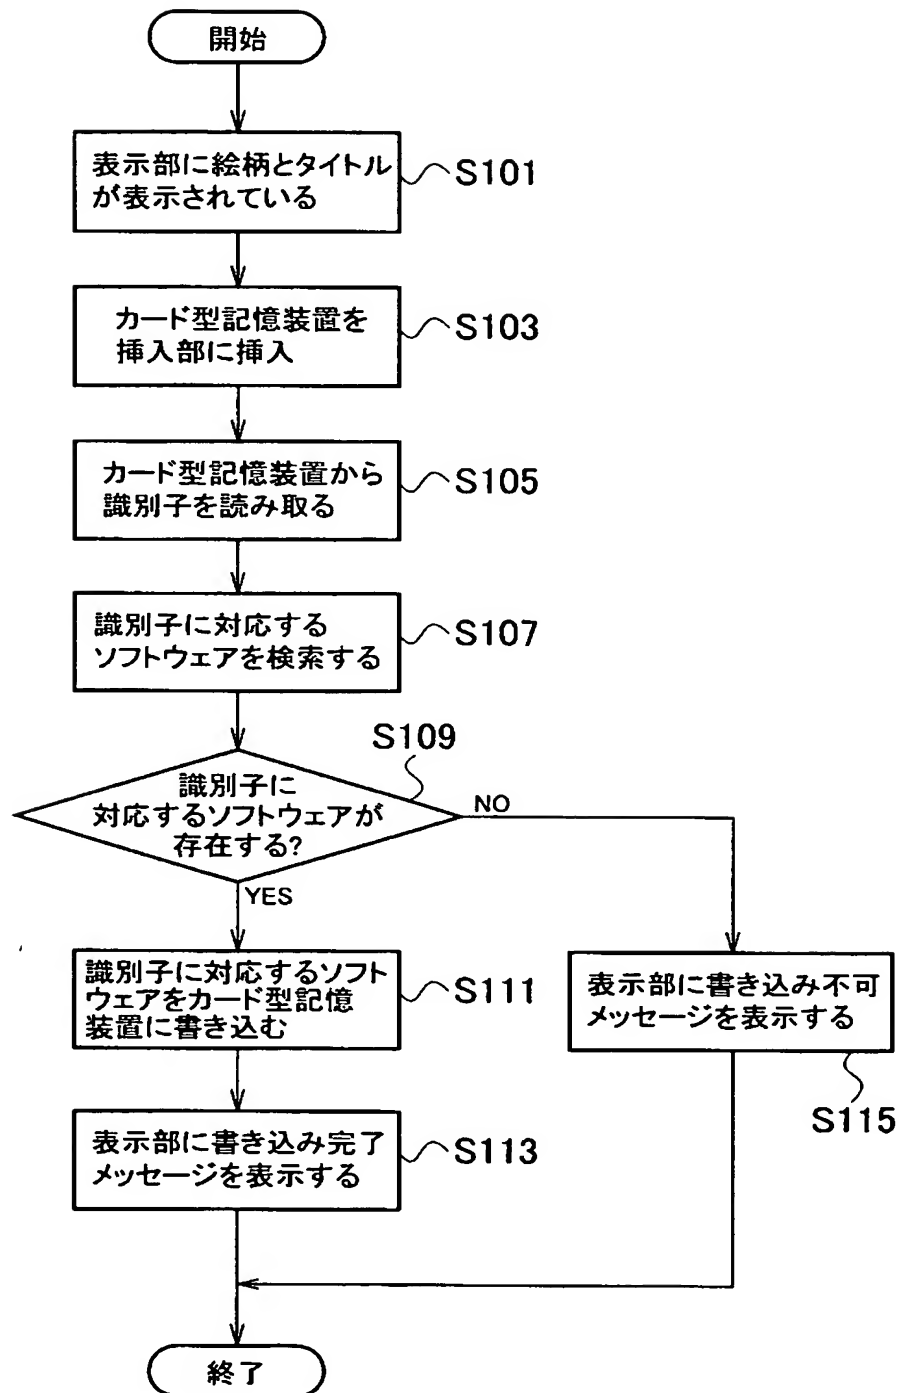 開始
表示部に絵柄とタイトル
が表示されている
S101
カード型記憶装置を
挿入部に挿入
S103
カード型記憶装置から
識別子を読み取る
S105
識別子に対応する
ソフトウェアを検索する
S107
S109
識別子に
対応するソフトウェアが
存在する?
NO
YES
識別子に対応するソフト
ウェアをカード型記憶
装置に書き込む
S111
表示部に書き込み不可
メッセージを表示する
S115
表示部に書き込み完了
メッセージを表示する
S113
終了